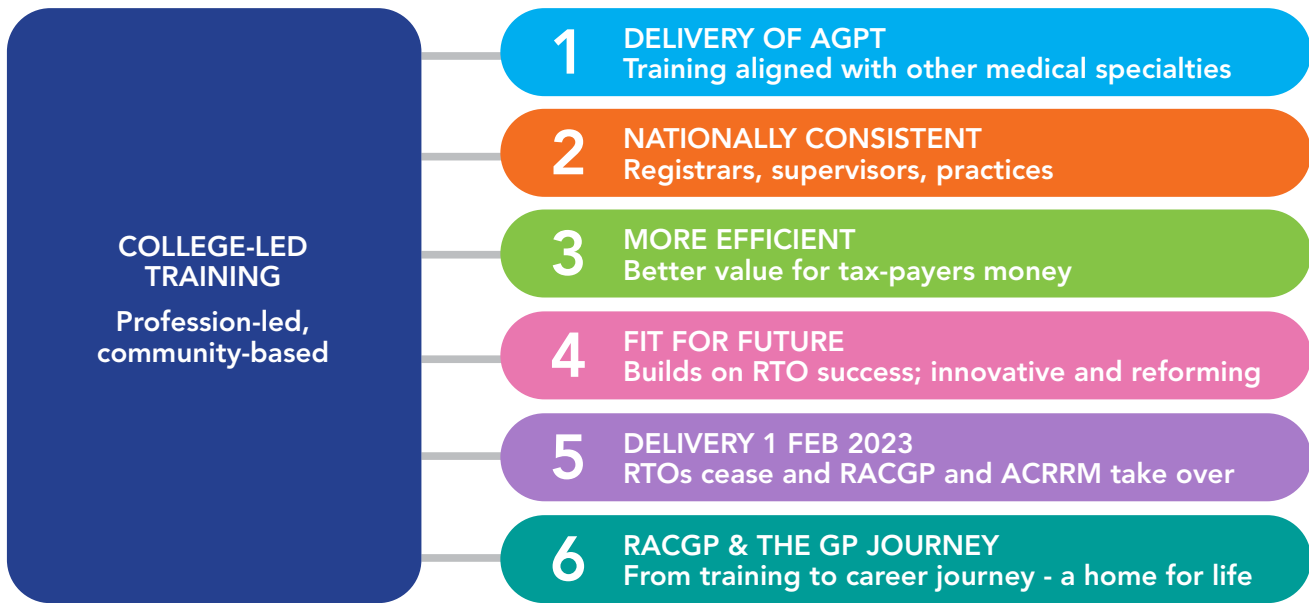 COLLEGE-LED
TRAINING
Profession-led,
community-based
1
DELIVERY OF AGPT
Training aligned with other medical specialties
2
NATIONALLY CONSISTENT
Registrars, supervisors, practices
3
MORE EFFICIENT
Better value for tax-payers money
4
FIT FOR FUTURE
Builds on RTO success; innovative and reforming
5
DELIVERY 1 FEB 2023
RTOs cease and RACGP and ACRRM take over
6
RACGP & THE GP JOURNEY
From training to career journey - a home for life